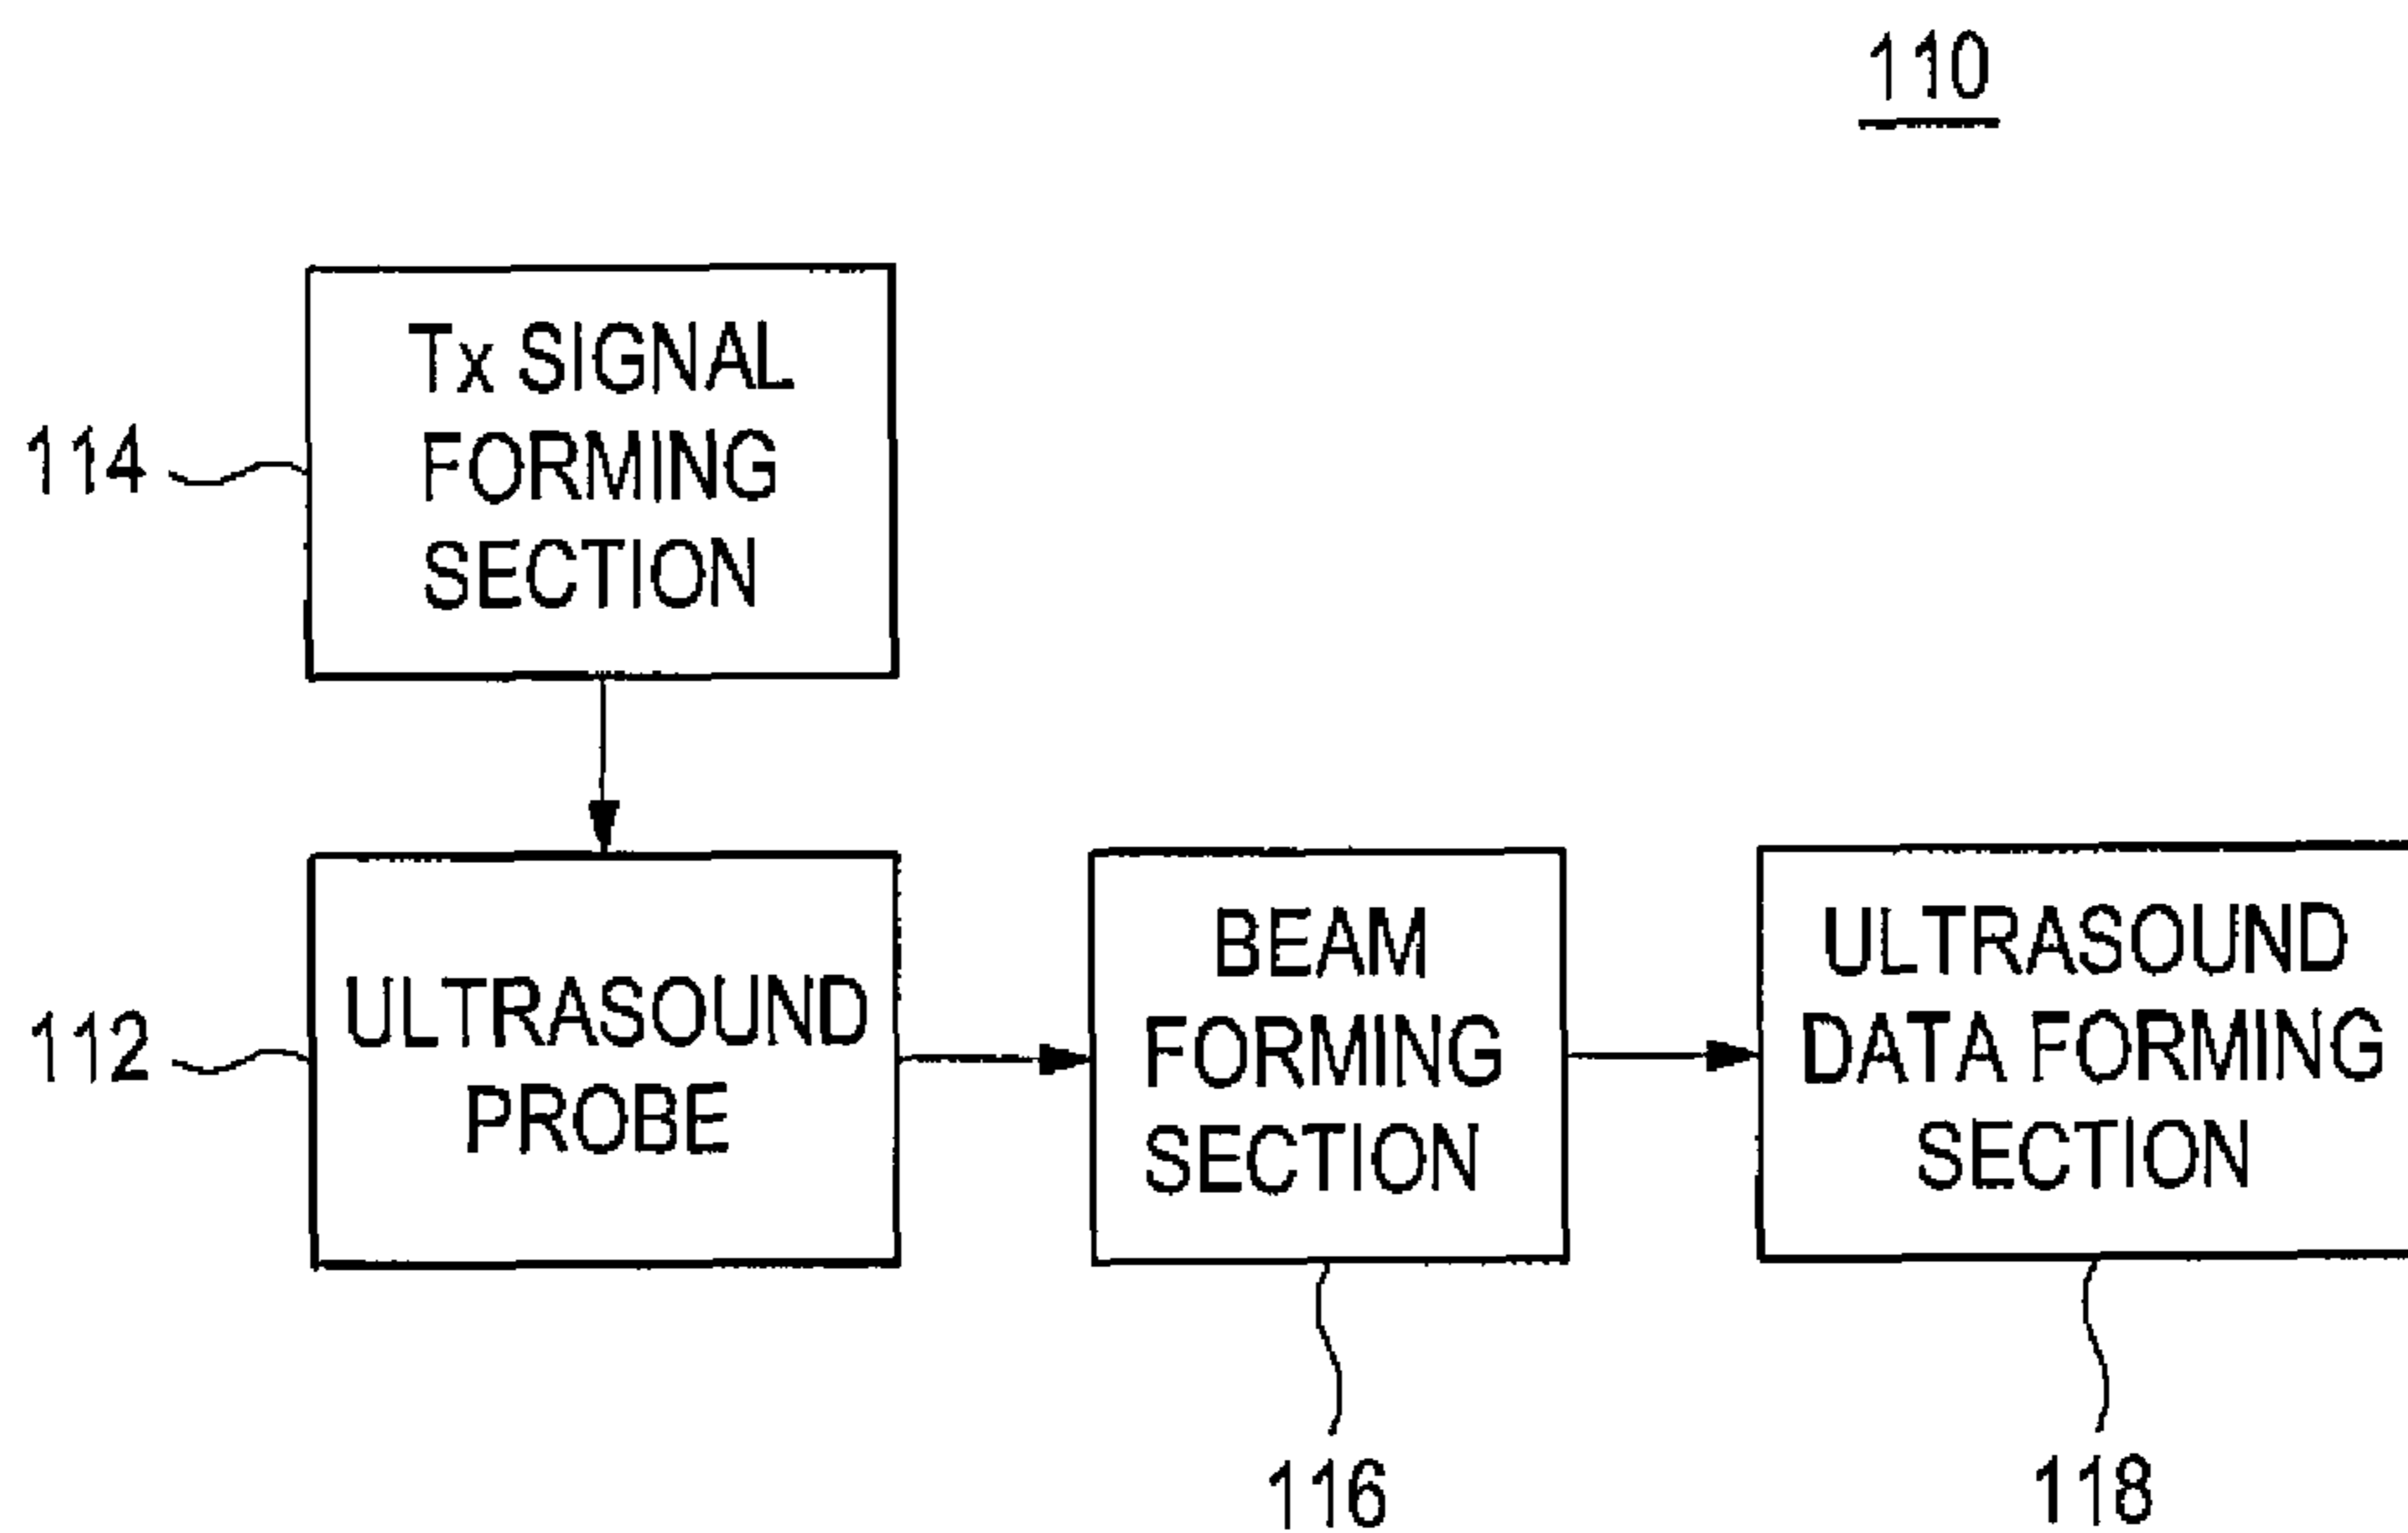 110
Tx SIGNAL
FORMING
SECTION
114
ULTRASOUND
PROBE
112
BEAM
FORMING
SECTION
116
ULTRASOUND
DATA FORMING
SECTION
118